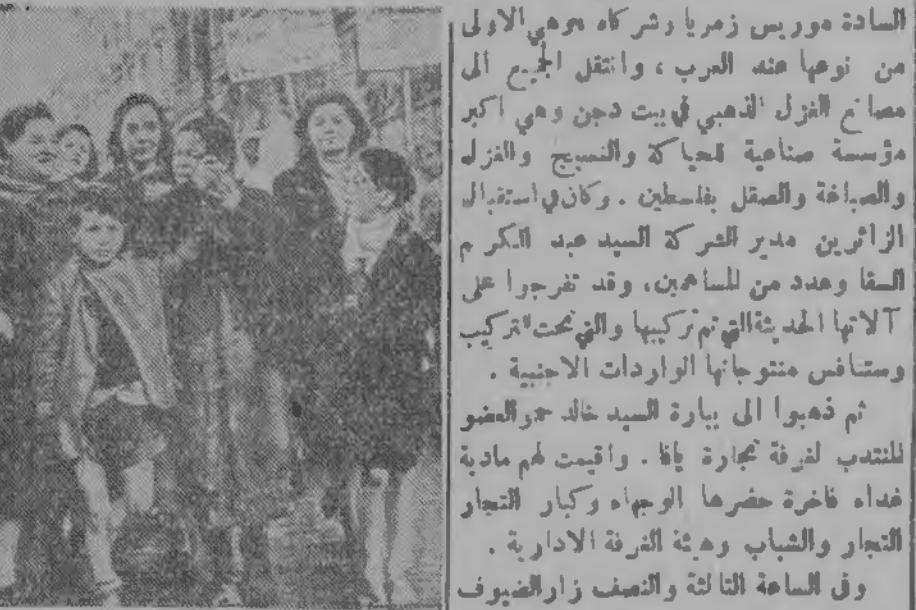 السادة موريس زمريا وشركاه وهي الاولى
من نوعها عند العرب ، وانتقل الجميع الى
مصانع الغزل الذهبي في بيت دجن وهي اكبر
مؤسسة صناعية للحياكة والنسيج والغزل
والصباغة والصقل بفلسطين . وكان في استقبال
الزائرين مدير الشركة السيد عبد الكريم
السقا وعدد من المساهمين، وقد تفرجوا على
آلاتها الحديثة التي تم تركيبها والتي تحت التركيب
وستنافس منتوجاتها الواردات الاجنبية .
ثم ذهبوا الى بيارة السيد خالد حمو العضو
المنتدب لغرفة تجارة يافا . واقيمت لهم مادبة
غداء فاخرة حضرها الوجهاء وكبار التجار
التجار والشباب وهيئة الغرفة الادارية .
وفي الساعة الثالثة والنصف زار الضيوف